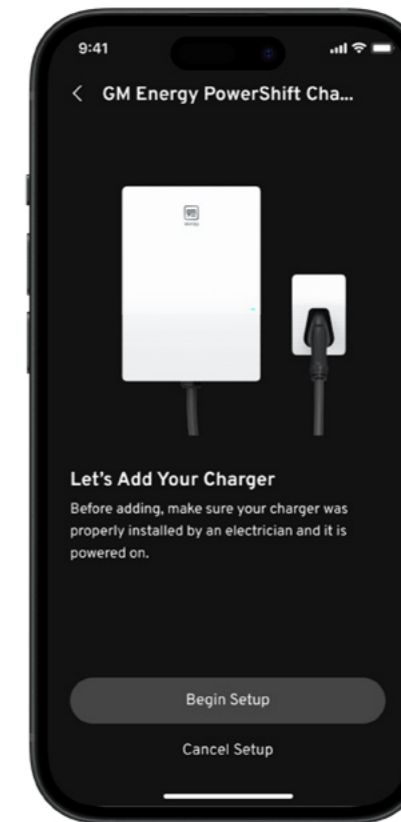 9:41
GM Energy PowerShift Cha...
Let's Add Your Charger
Before adding, make sure your charger was
properly installed by an electrician and it is
powered on.
Begin Setup
Cancel Setup